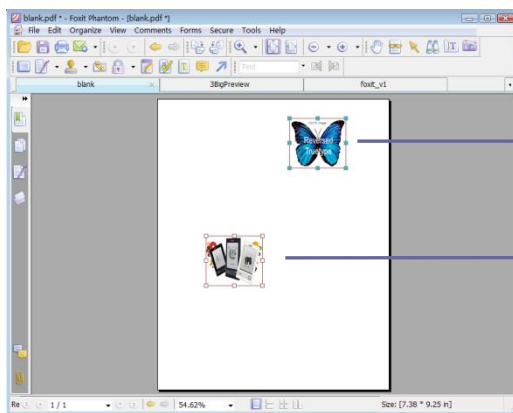 blank.pdf * - Foxit Phantom - [blank.pdf *]
File Edit Organize View Comments Forms Secure Tools Help
Find
blank 3BigPreview foxit_v1
Reversed
Truetype
1 / 1 54.62% Size: [7.38 * 9.25 in]